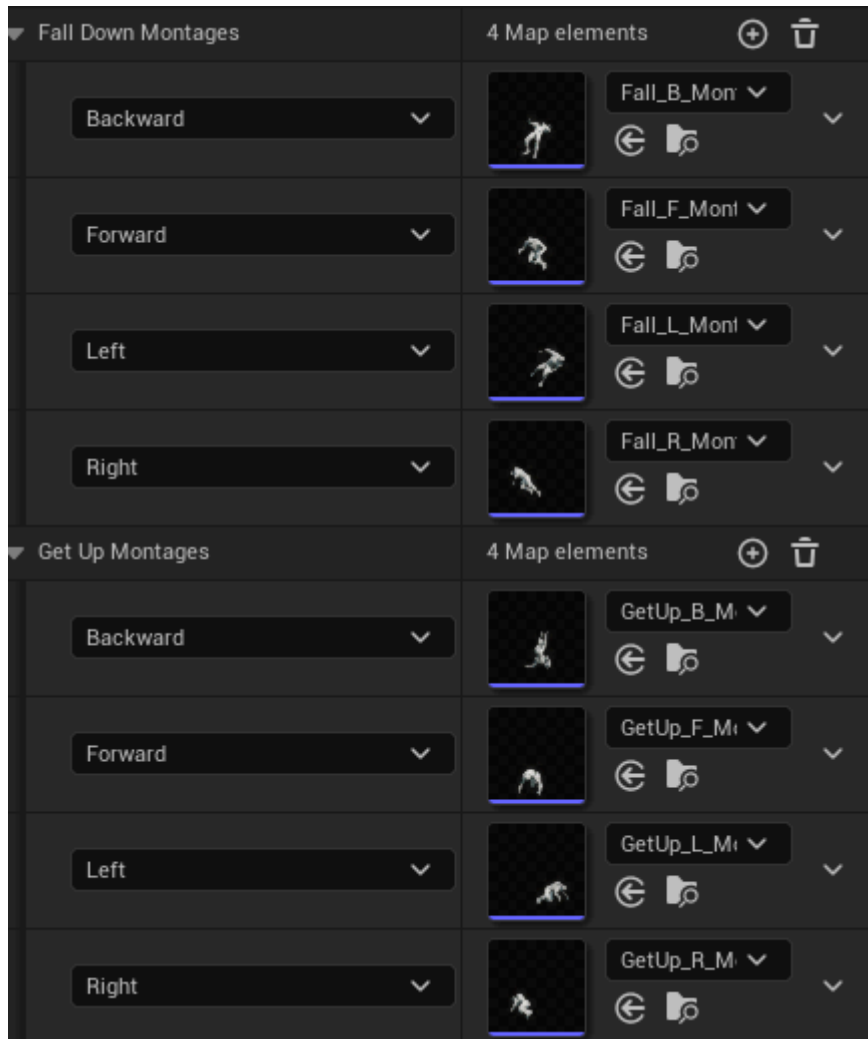 Fall Down Montages 4 Map elements
Backward Fall_B_Mon
Forward Fall_F_Mont
Left Fall_L_Mont
Right Fall_R_Mon
Get Up Montages 4 Map elements
Backward GetUp_B_M
Forward GetUp_F_M
Left GetUp_L_M
Right GetUp_R_M